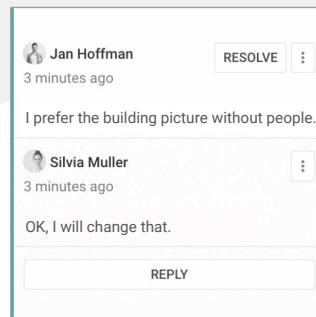 Jan Hoffman
RESOLVE
3 minutes ago
I prefer the building picture without people.
Silvia Muller
3 minutes ago
OK, I will change that.
REPLY